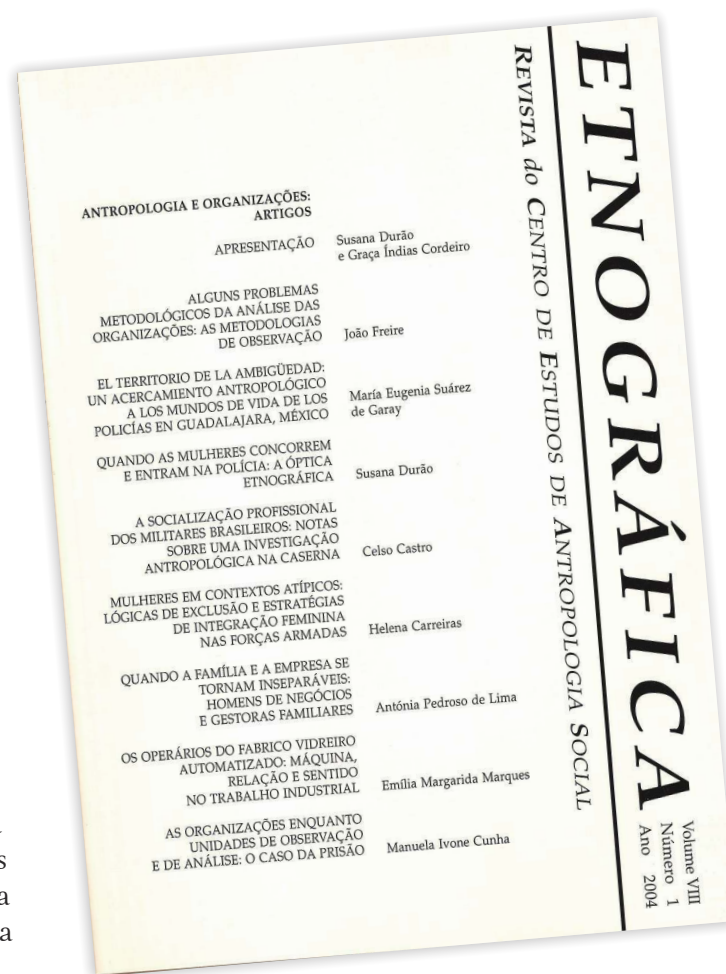 ETNOGRÁFICA
REVISTA do CENTRO DE ESTUDOS DE ANTROPOLOGIA SOCIAL
Volume VIII
Número 1
Ano 2004
ANTROPOLOGIA E ORGANIZAÇÕES:
ARTIGOS
APRESENTAÇÃO
Susana Durão
e Graça Índias Cordeiro
ALGUNS PROBLEMAS
METODOLÓGICOS DA ANÁLISE DAS
ORGANIZAÇÕES: AS METODOLOGIAS
DE OBSERVAÇÃO
João Freire
EL TERRITORIO DE LA AMBIGÜEDAD:
UN ACERCAMIENTO ANTROPOLÓGICO
A LOS MUNDOS DE VIDA DE LOS
POLICÍAS EN GUADALAJARA, MÉXICO
María Eugenia Suárez
de Garay
QUANDO AS MULHERES CONCORREM
E ENTRAM NA POLÍCIA: A ÓPTICA
ETNOGRÁFICA
Susana Durão
A SOCIALIZAÇÃO PROFISSIONAL
DOS MILITARES BRASILEIROS: NOTAS
SOBRE UMA INVESTIGAÇÃO
ANTROPOLÓGICA NA CASERNA
Celso Castro
MULHERES EM CONTEXTOS ATÍPICOS:
LÓGICAS DE EXCLUSÃO E ESTRATÉGIAS
DE INTEGRAÇÃO FEMININA
NAS FORÇAS ARMADAS
Helena Carreiras
QUANDO A FAMÍLIA E A EMPRESA SE
TORNAM INSEPARÁVEIS:
HOMENS DE NEGÓCIOS
E GESTORAS FAMILIARES
Antónia Pedroso de Lima
OS OPERÁRIOS DO FABRICO VIDREIRO
AUTOMATIZADO: MÁQUINA,
RELAÇÃO E SENTIDO
NO TRABALHO INDUSTRIAL
Emília Margarida Marques
AS ORGANIZAÇÕES ENQUANTO
UNIDADES DE OBSERVAÇÃO
E DE ANÁLISE: O CASO DA PRISÃO
Manuela Ivone Cunha
s
a
a